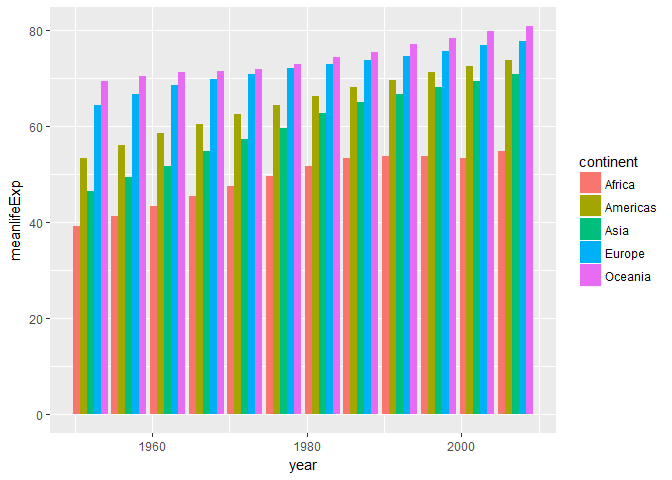 80
60
40
20
0
meanlifeExp
1960
1980
2000
year
continent
Africa
Americas
Asia
Europe
Oceania